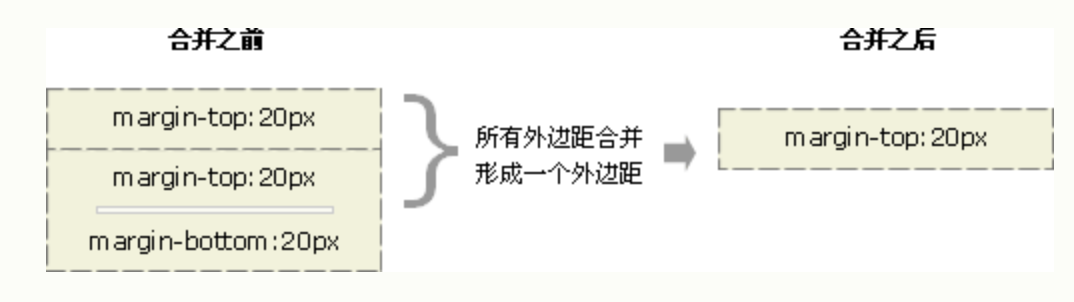 合并之前
合并之后
margin-top:20px
margin-top:20px
margin-bottom:20px
所有外边距合并
形成一个外边距
margin-top:20px